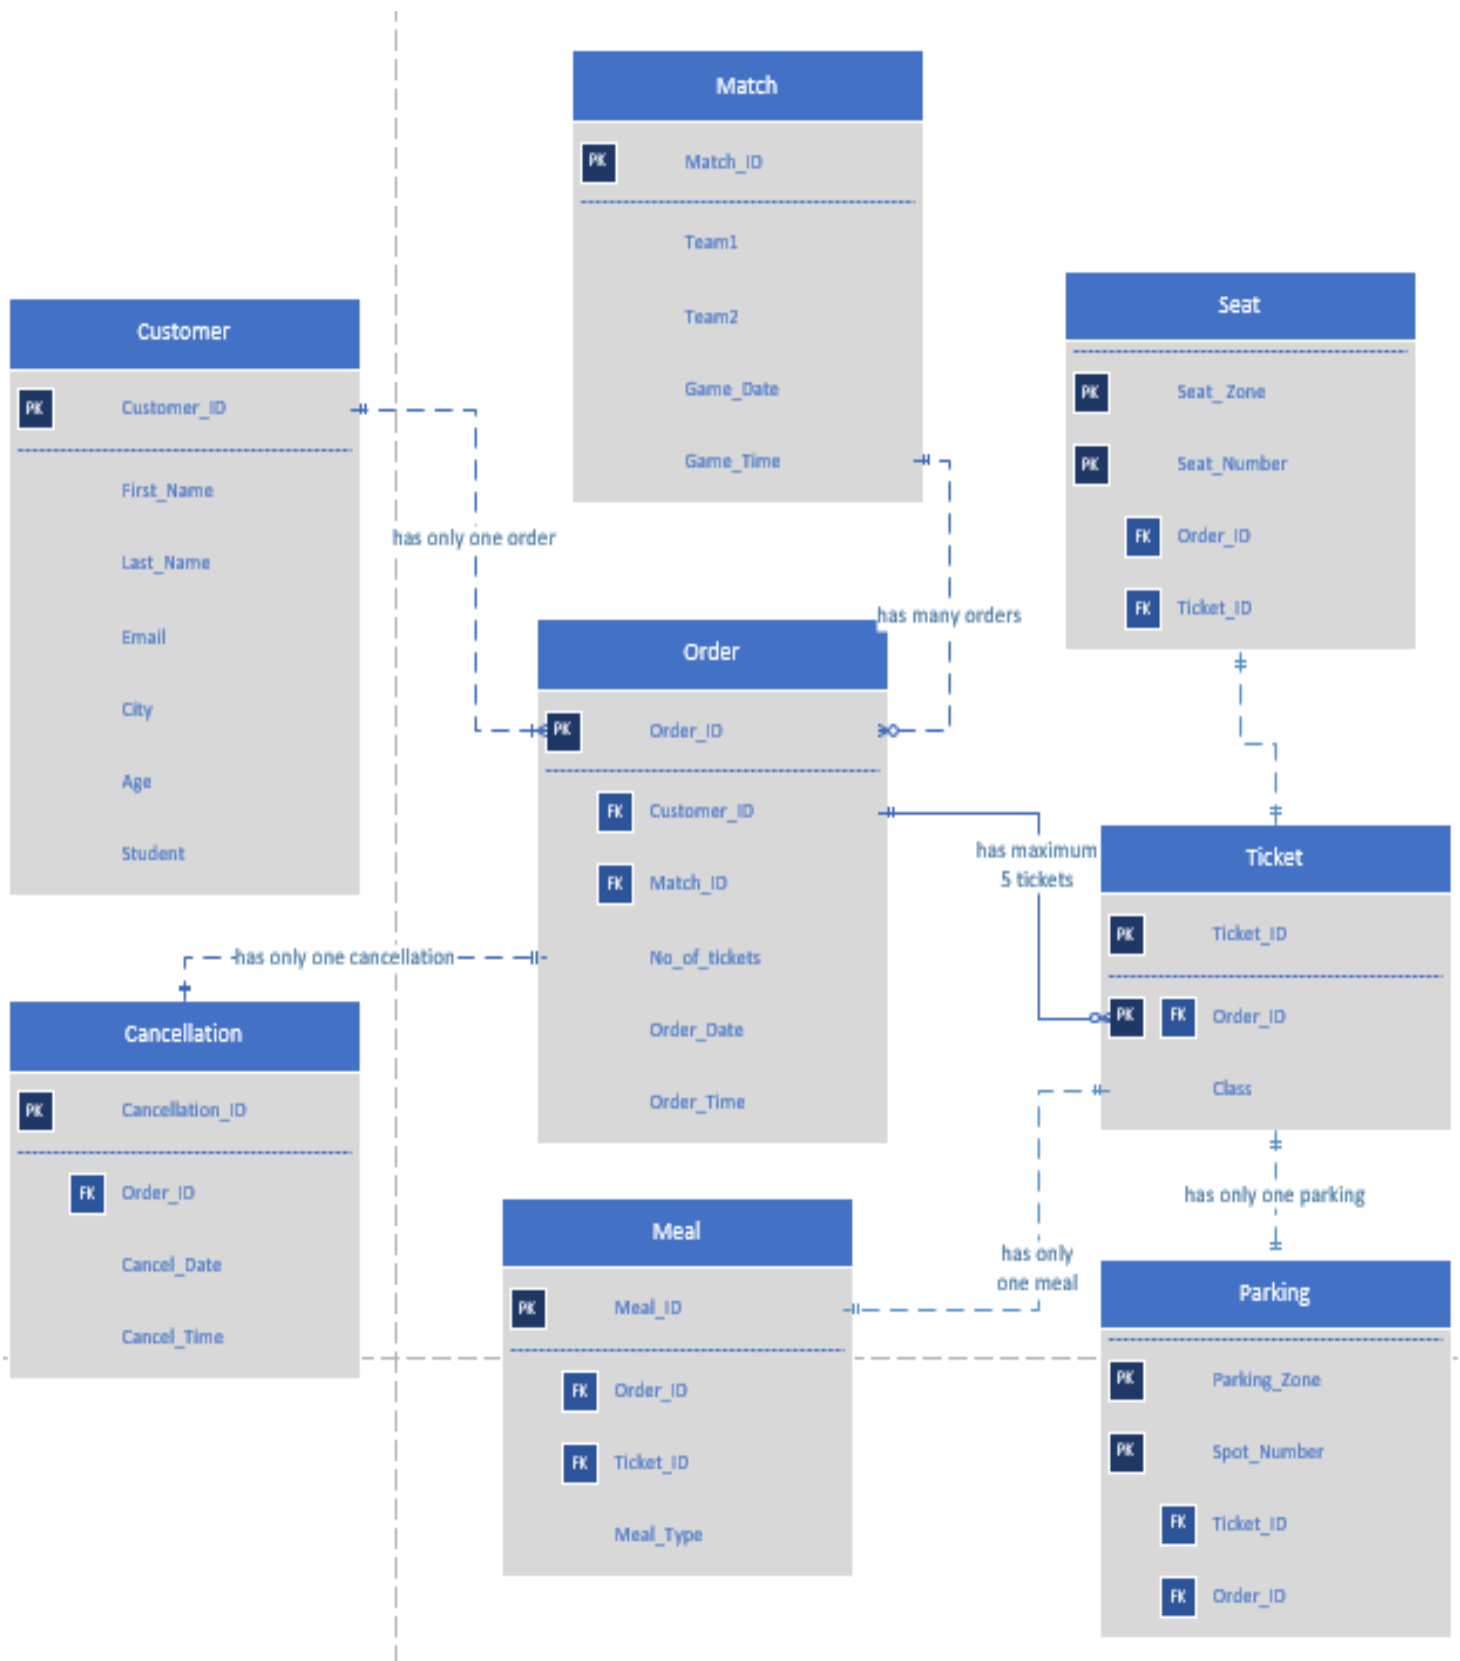 Match
PK Match_ID
Team1
Team2
Game_Date
Game_Time
Seat
PK Seat_Zone
PK Seat_Number
FK Order_ID
FK Ticket_ID
Customer
PK Customer_ID
First_Name
Last_Name
Email
City
Age
Student
has only one order
has many orders
Order
PK Order_ID
FK Customer_ID
FK Match_ID
No_of_tickets
Order_Date
Order_Time
has maximum
5 tickets
Ticket
PK Ticket_ID
PK FK Order_ID
Class
has only one cancellation
Cancellation
PK Cancellation_ID
FK Order_ID
Cancel_Date
Cancel_Time
has only
one meal
Meal
PK Meal_ID
FK Order_ID
FK Ticket_ID
Meal_Type
has only one parking
Parking
PK Parking_Zone
PK Spot_Number
FK Ticket_ID
FK Order_ID